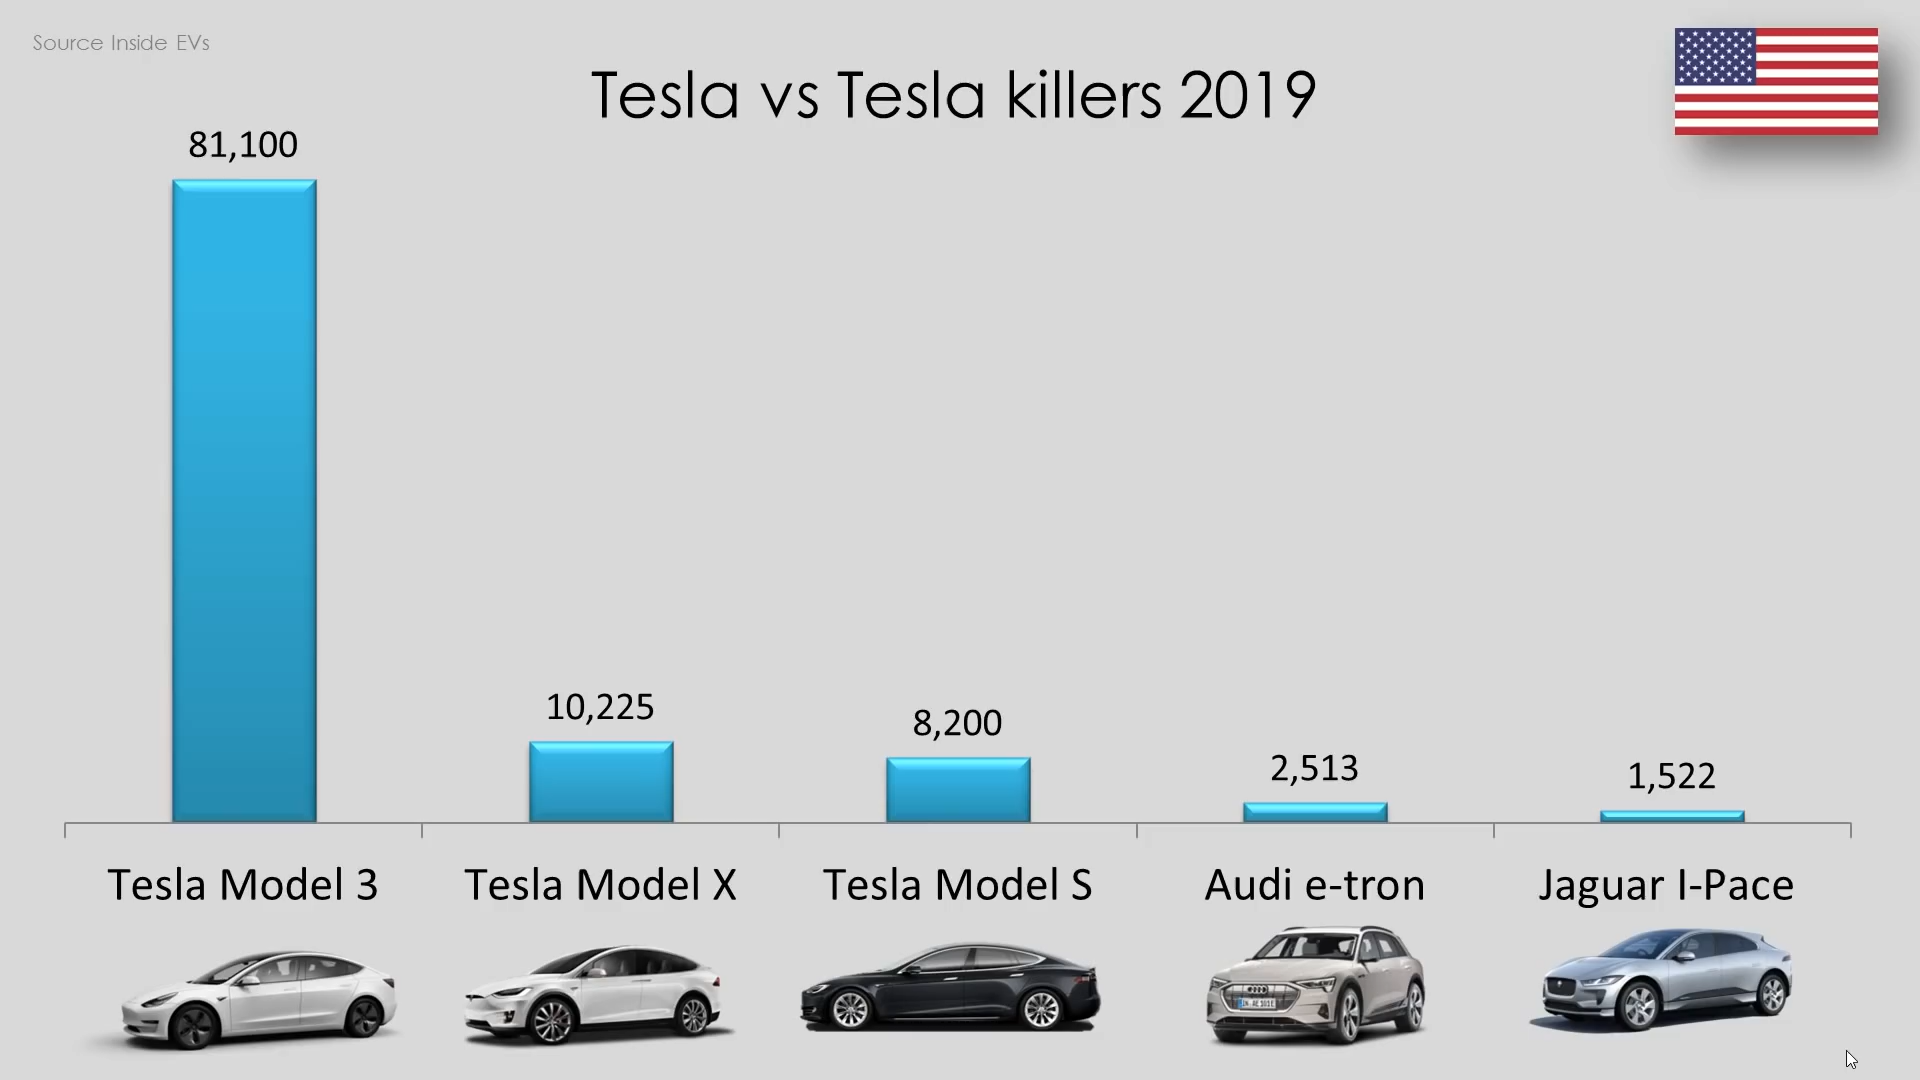 Source Inside EVs
Tesla vs Tesla killers 2019
81,100
10,225
8,200
2,513
1,522
Tesla Model 3
Tesla Model X
Tesla Model S
Audi e-tron
Jaguar I-Pace